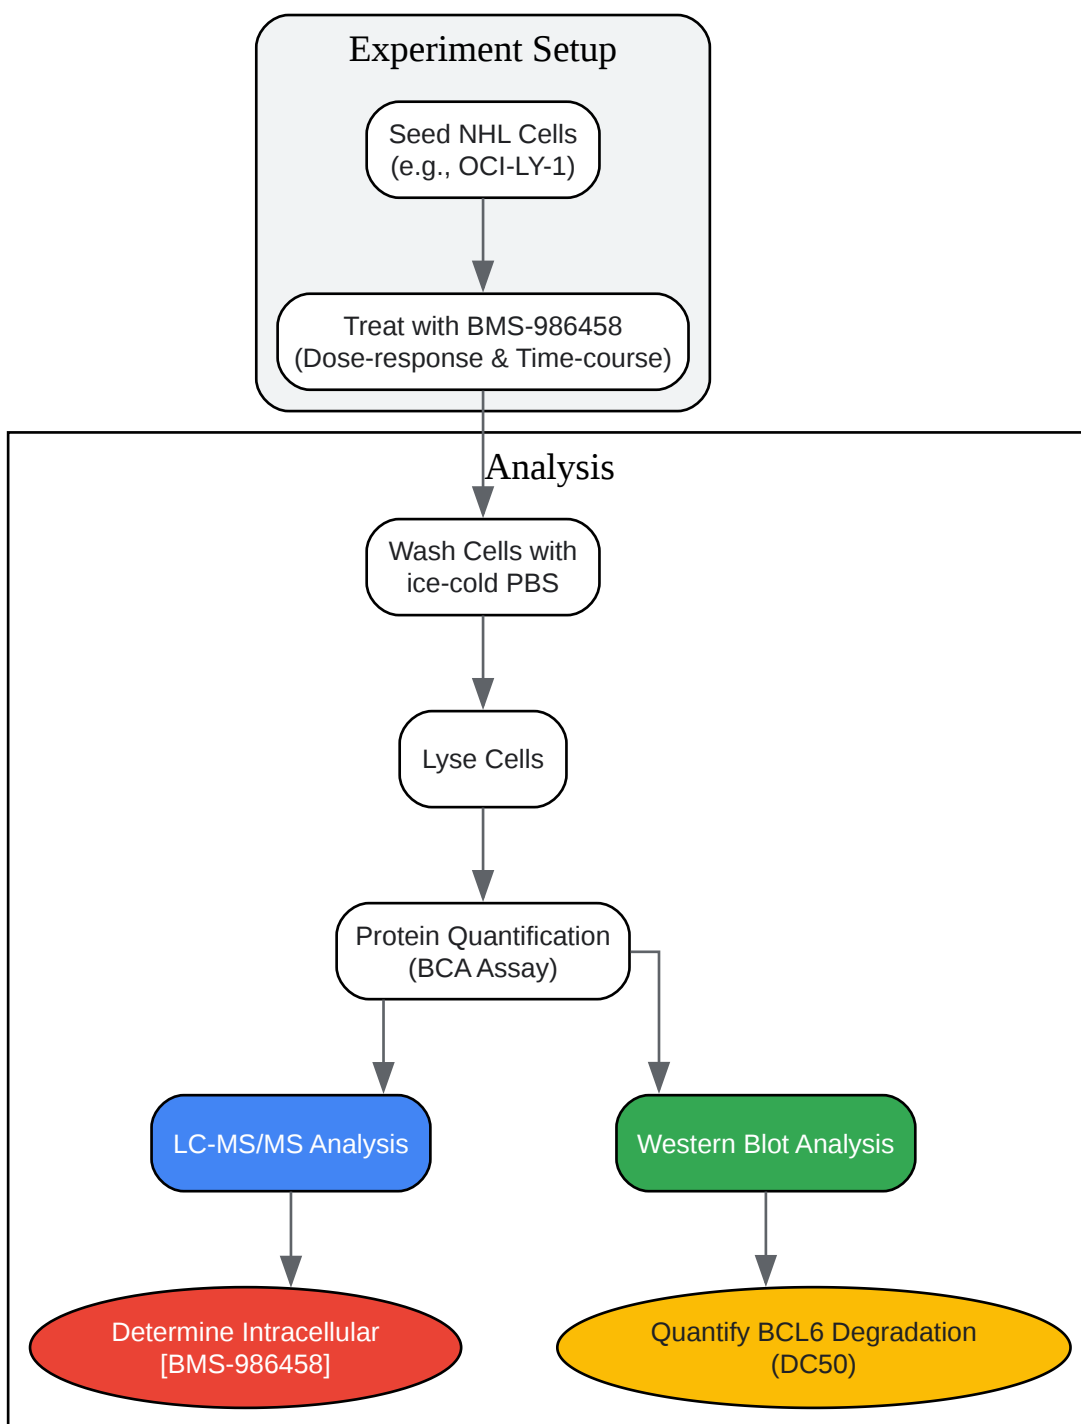 Experiment Setup
Seed NHL Cells
(e.g., OCI-LY-1)
Treat with BMS-986458
(Dose-response & Time-course)
Analysis
Wash Cells with
ice-cold PBS
Lyse Cells
Protein Quantification
(BCA Assay)
LC-MS/MS Analysis
Western Blot Analysis
Determine Intracellular
[BMS-986458]
Quantify BCL6 Degradation
(DC50)